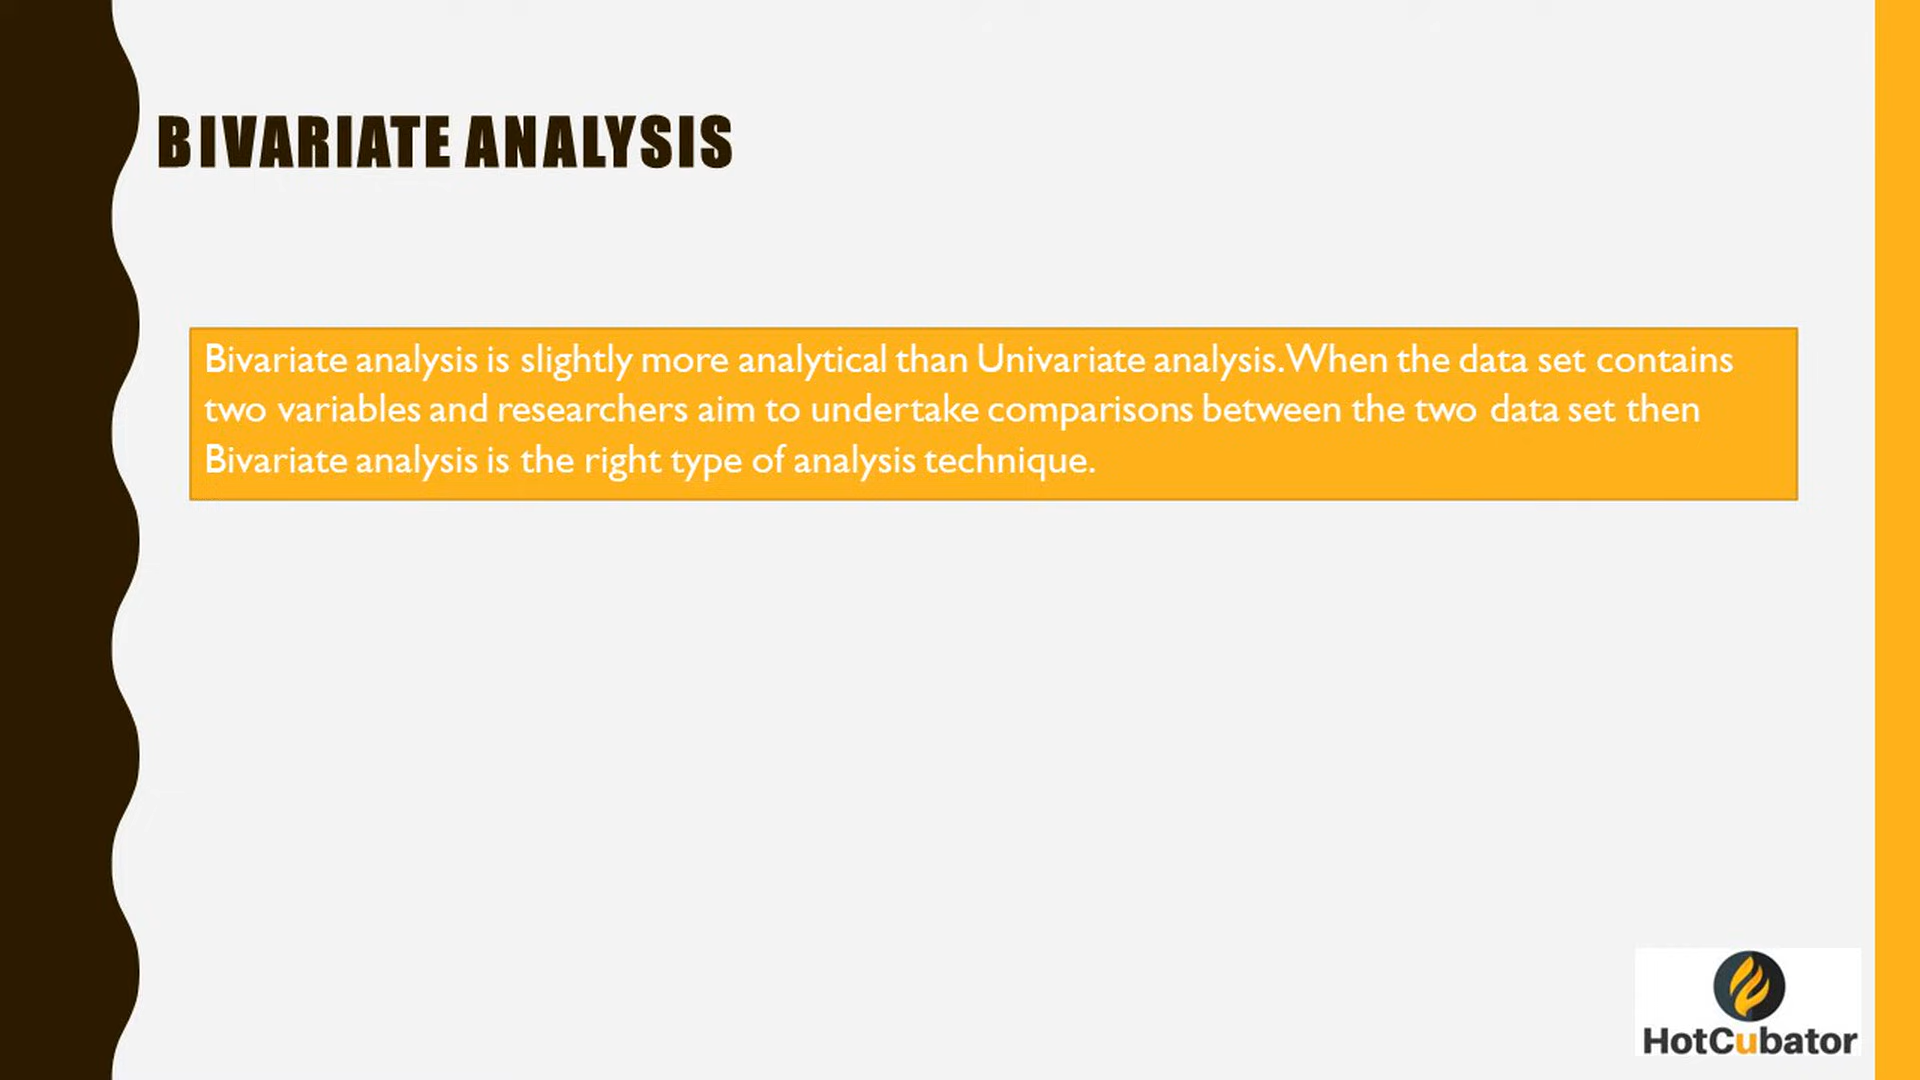 BIVARIATE ANALYSIS
Bivariate analysis is slightly more analytical than Univariate analysis. When the data set contains
two variables and researchers aim to undertake comparisons between the two data set then
Bivariate analysis is the right type of analysis technique.
HotCubator